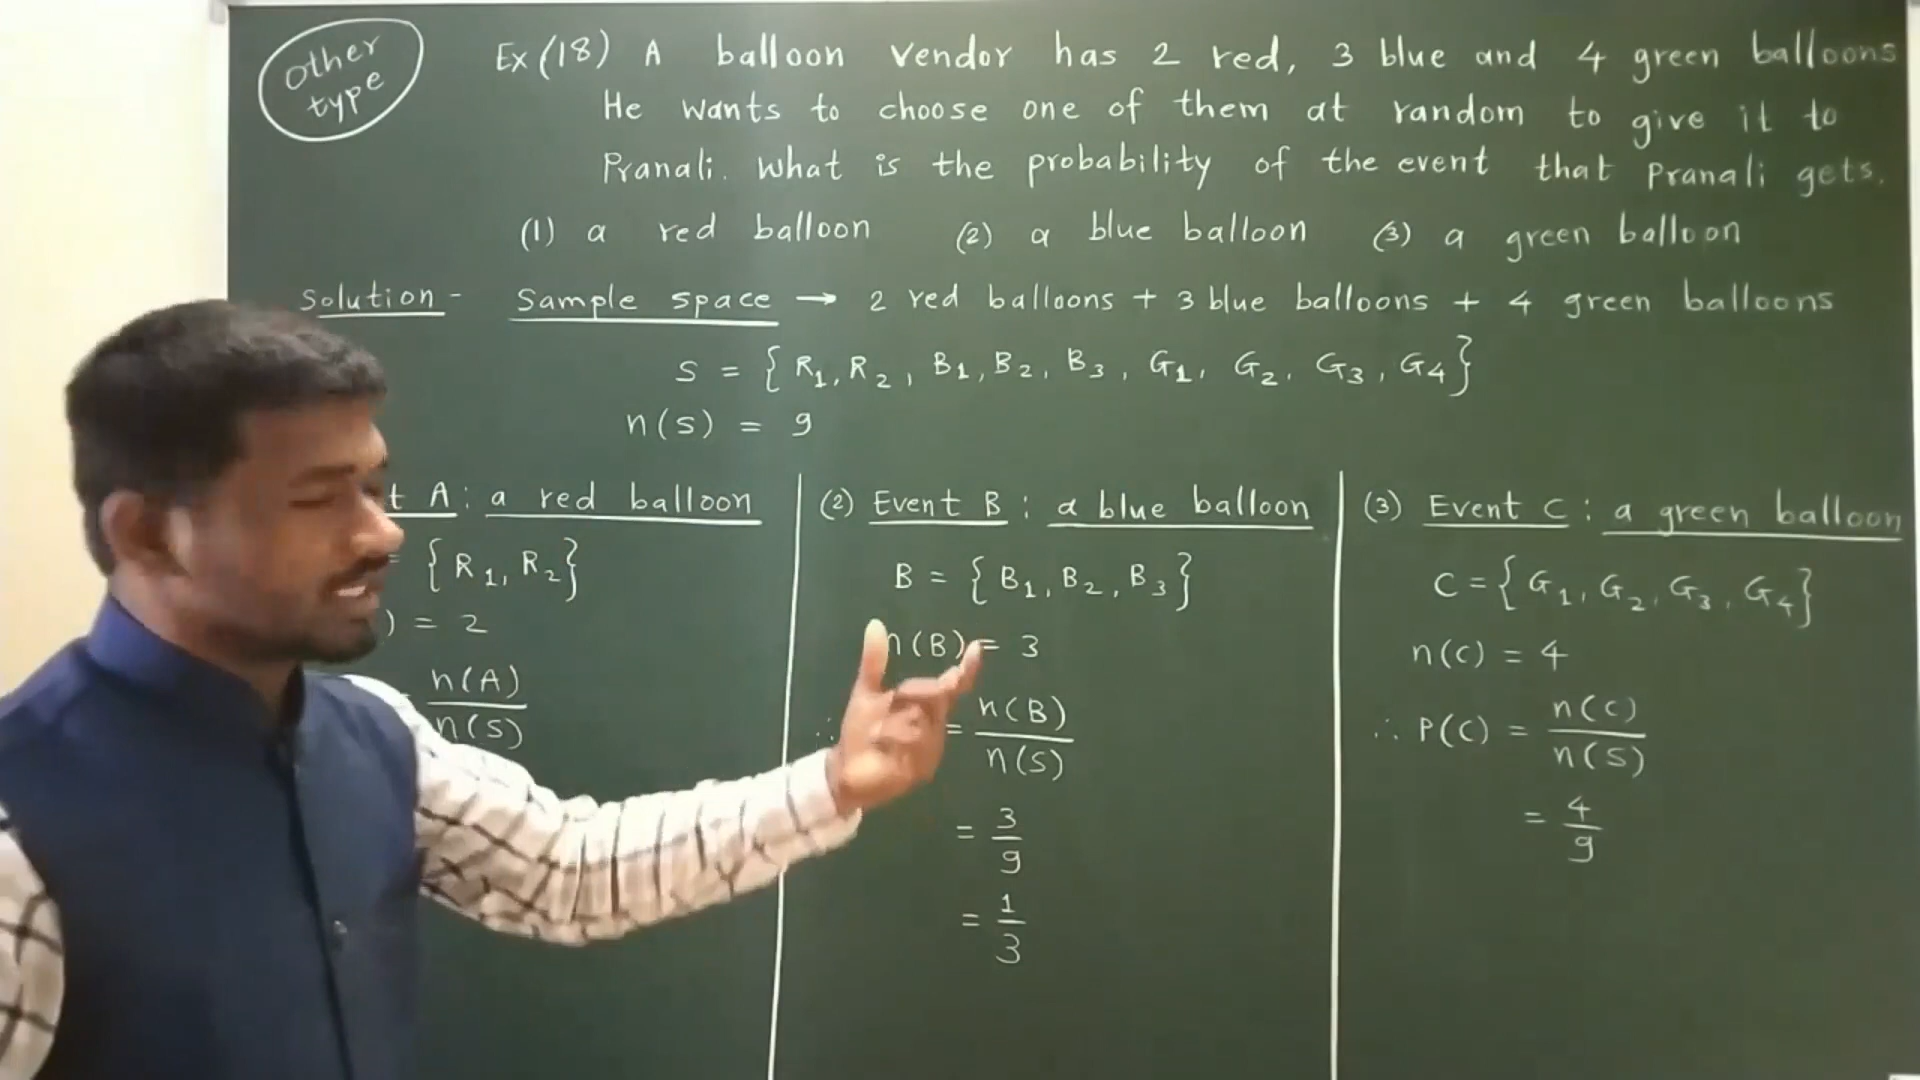 Other
type
Ex (18) A balloon vendor has 2 red, 3 blue and 4 green balloons
He wants to choose one of them at random to give it to
Pranali. What is the probability of the event that Pranali gets.
(1) a red balloon (2) a blue balloon (3) a green balloon
Solution - Sample space → 2 red balloons + 3 blue balloons + 4 green balloons
S = { R₁, R₂, B₁, B₂, B₃, G₁, G₂, G₃, G₄ }
n(S) = 9
t A : a red balloon
= { R₁, R₂ }
) = 2
n(A)
n(S)
(2) Event B : a blue balloon
B = { B₁, B₂, B₃ }
n(B) = 3
∴ = n(B)
n(S)
= 3
9
= 1
3
(3) Event C : a green balloon
C = { G₁, G₂, G₃, G₄ }
n(C) = 4
∴ P(C) = n(C)
n(S)
= 4
9